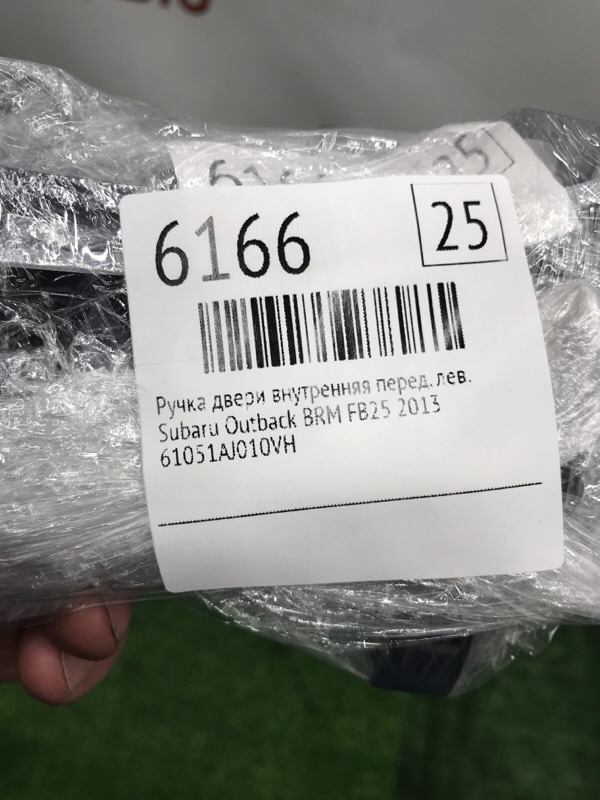 6166
25
Ручка двери внутренняя перед. лев.
Subaru Outback BRM FB25 2013
61051AJ010VH